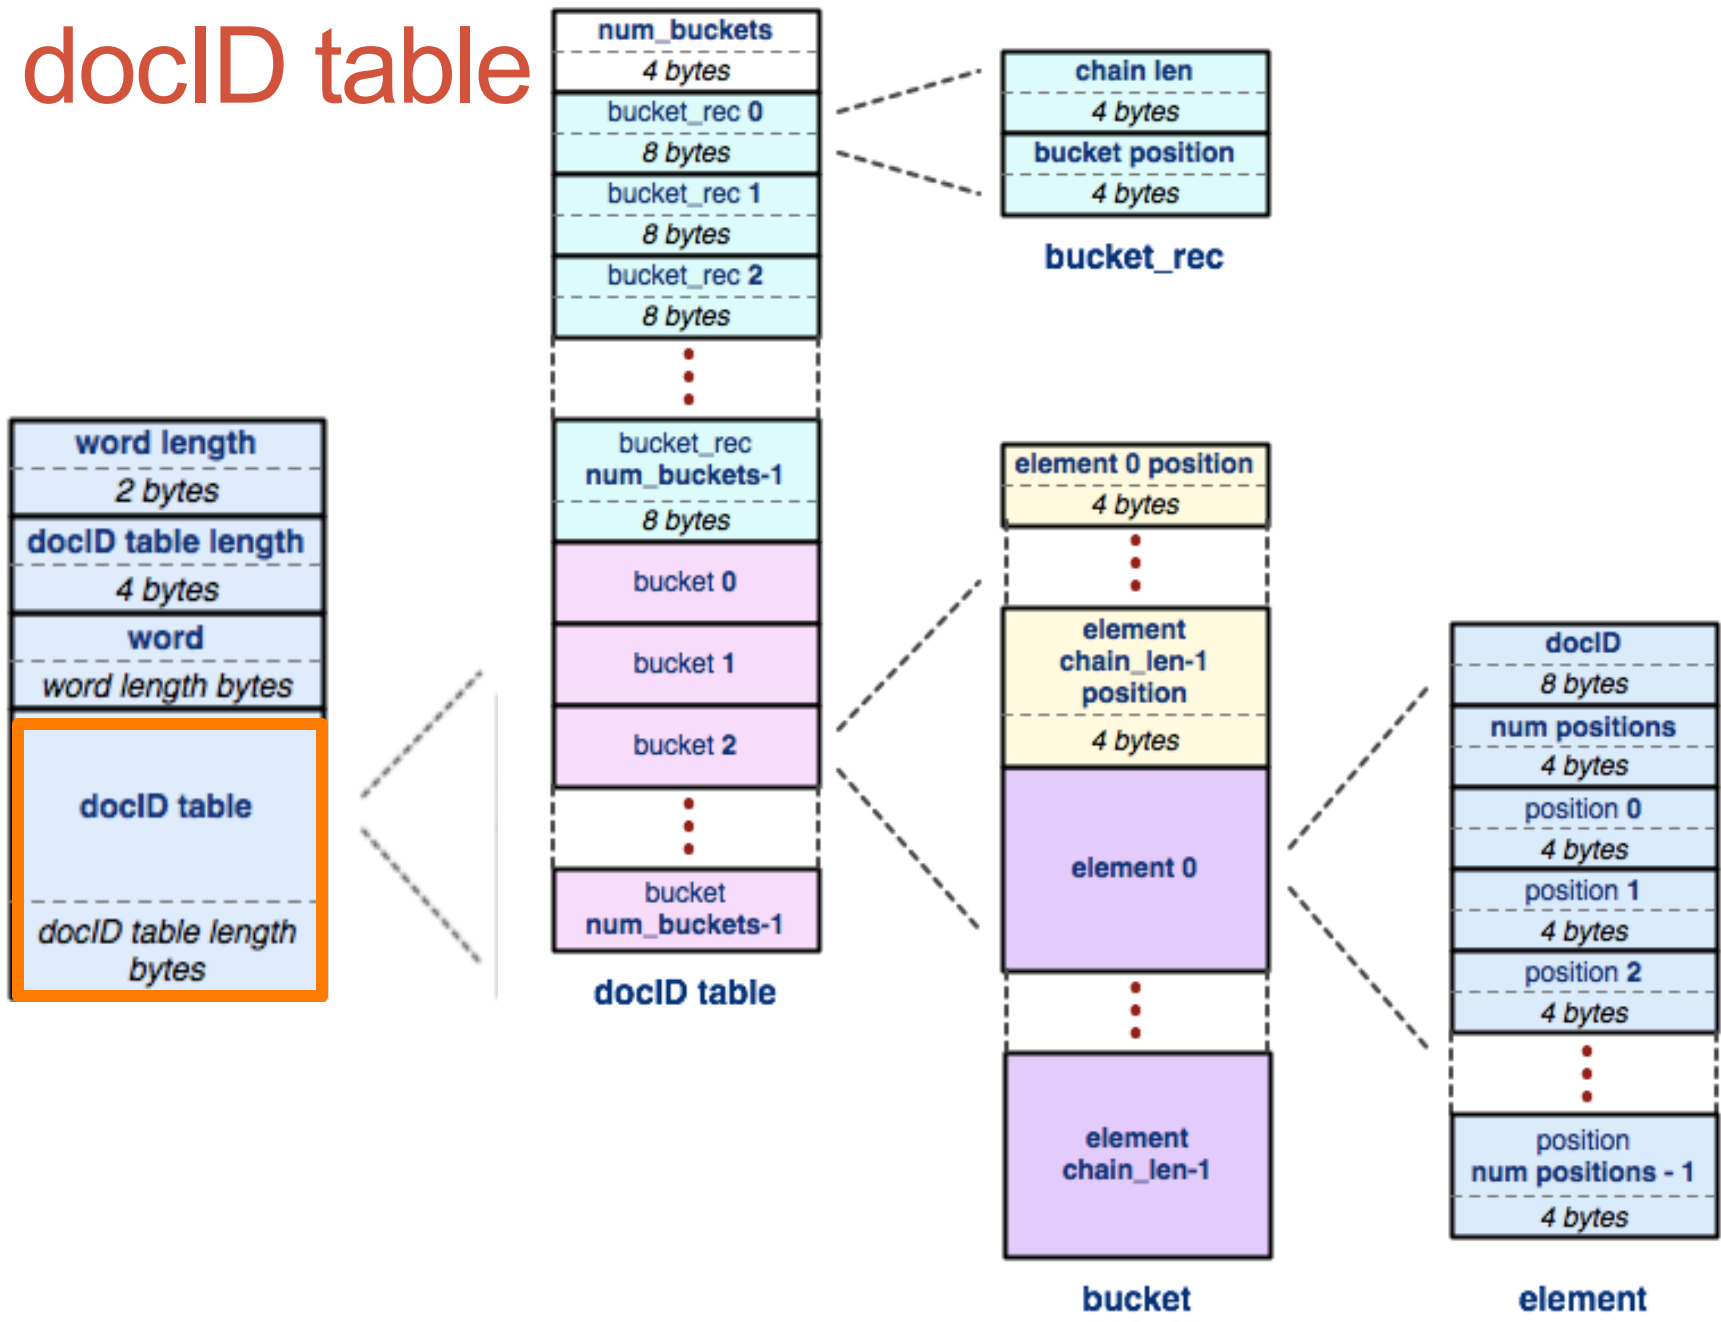 docID table
num_buckets
4 bytes
bucket_rec 0
8 bytes
bucket_rec 1
8 bytes
bucket_rec 2
8 bytes
bucket_rec
num_buckets-1
8 bytes
bucket 0
bucket 1
bucket 2
bucket
num_buckets-1
docID table
chain len
4 bytes
bucket position
4 bytes
bucket_rec
word length
2 bytes
docID table length
4 bytes
word
word length bytes
docID table
docID table length
bytes
element 0 position
4 bytes
element
chain_len-1
position
4 bytes
element 0
element
chain_len-1
bucket
docID
8 bytes
num positions
4 bytes
position 0
4 bytes
position 1
4 bytes
position 2
4 bytes
position
num positions - 1
4 bytes
element